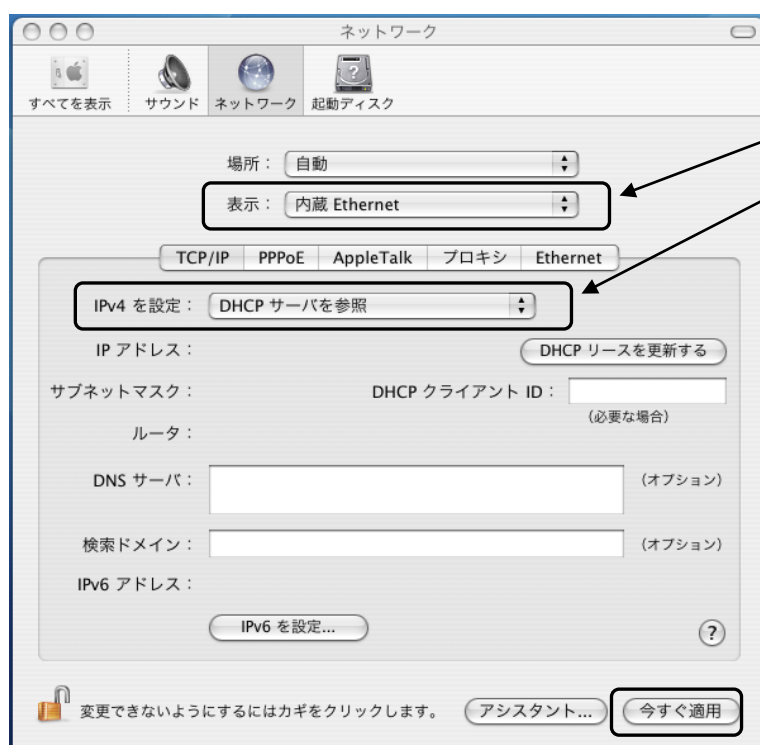 ネットワーク
すべてを表示 サウンド ネットワーク 起動ディスク
場所： 自動
表示： 内蔵 Ethernet
TCP/IP PPPoE AppleTalk プロキシ Ethernet
IPv4 を設定： DHCP サーバを参照
IP アドレス： DHCP リースを更新する
サブネットマスク： DHCP クライアント ID：
（必要な場合）
ルータ：
DNS サーバ： （オプション）
検索ドメイン： （オプション）
IPv6 アドレス：
IPv6 を設定...
?
変更できないようにするにはカギをクリックします。 アシスタント... 今すぐ適用